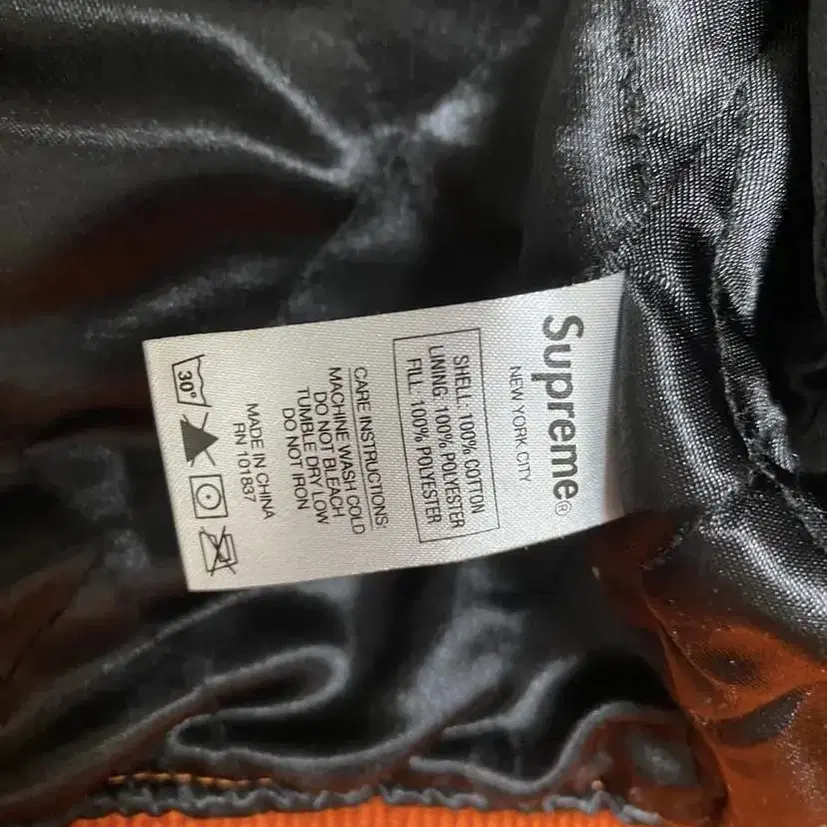 Supreme®
NEW YORK CITY
SHELL: 100% COTTON
LINING: 100% POLYESTER
FILL: 100% POLYESTER
CARE INSTRUCTIONS:
MACHINE WASH COLD
DO NOT BLEACH
TUMBLE DRY LOW
DO NOT IRON
MADE IN CHINA
RN 101837
30°